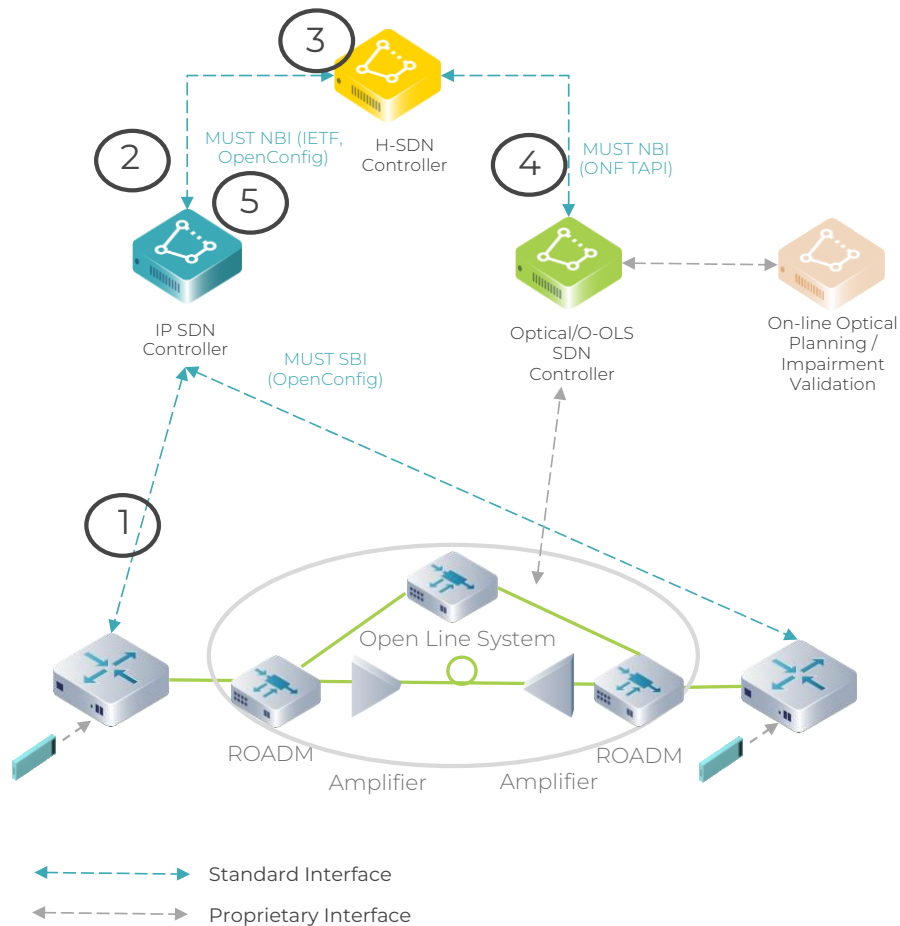 3
MUST NBI (IETF,
OpenConfig)
H-SDN
Controller
2
5
4
MUST NBI
(ONF TAPI)
IP SDN
Controller
MUST SBI
(OpenConfig)
Optical/O-OLS
SDN
Controller
On-line Optical
Planning /
Impairment
Validation
1
Open Line System
ROADM
ROADM
Amplifier
Amplifier
Standard Interface
Proprietary Interface